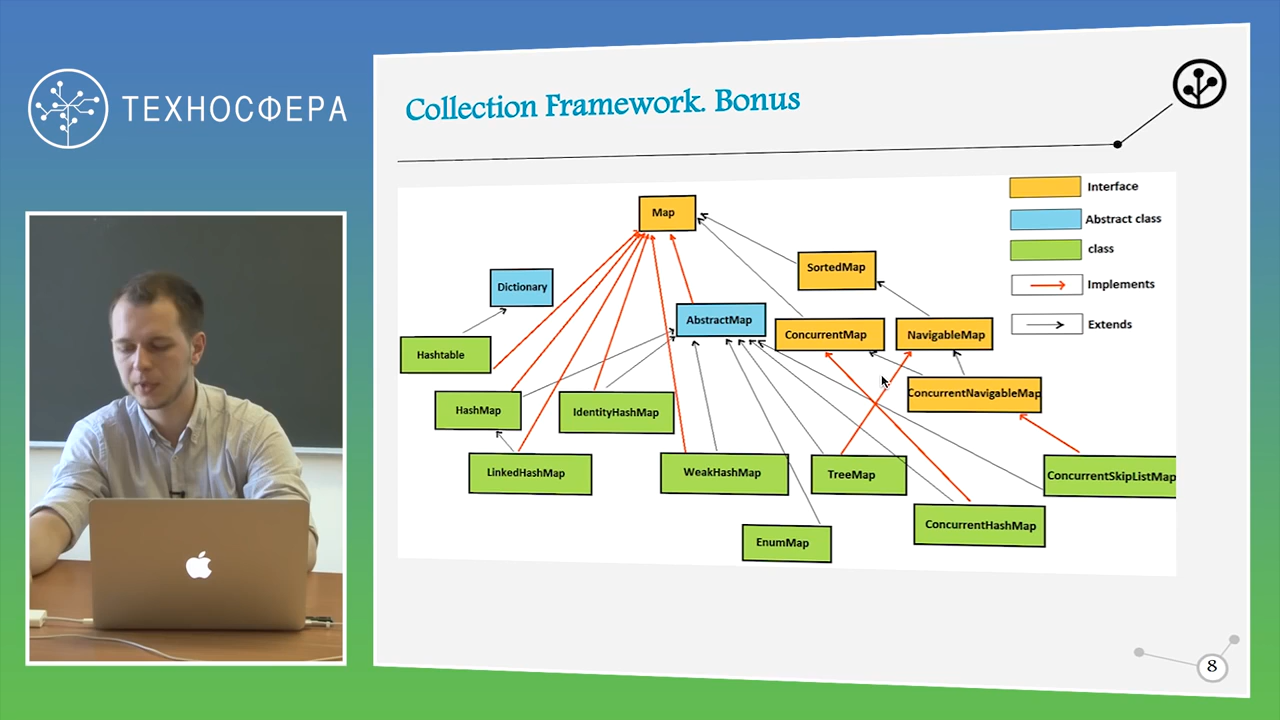 ТЕХНОСФЕРА
Collection Framework. Bonus
Interface
Abstract class
class
Implements
Extends
Map
SortedMap
Dictionary
AbstractMap
ConcurrentMap
NavigableMap
Hashtable
HashMap
IdentityHashMap
ConcurrentNavigableMap
LinkedHashMap
WeakHashMap
TreeMap
ConcurrentSkipListMap
ConcurrentHashMap
EnumMap
8